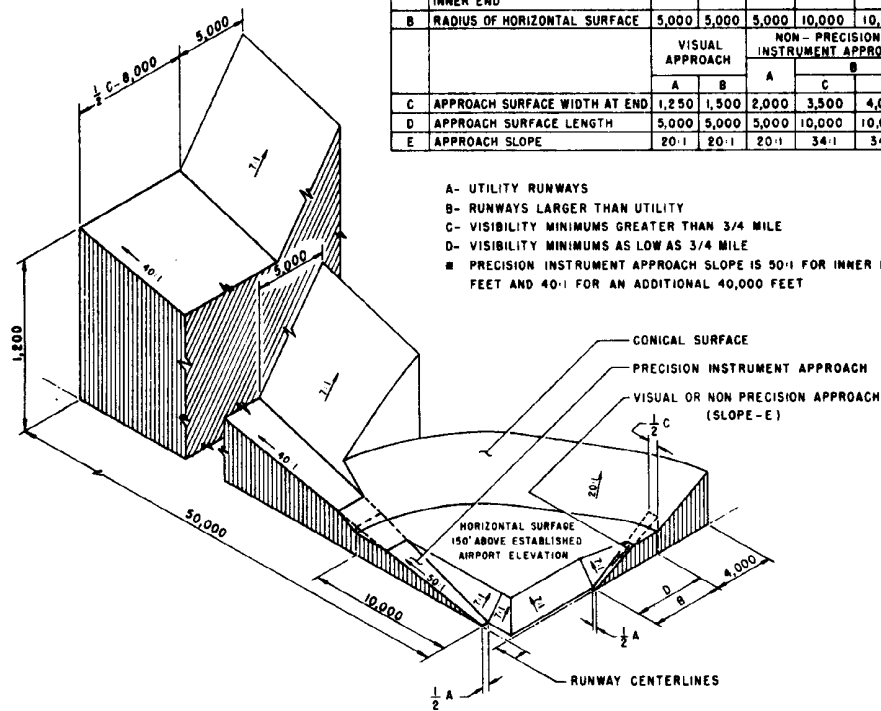 INNER END
B RADIUS OF HORIZONTAL SURFACE 5,000 5,000 5,000 10,000
VISUAL APPROACH
NON-PRECISION
INSTRUMENT
A
B
A B C
C APPROACH SURFACE WIDTH AT END 1,250 1,500 2,000 3,500
D APPROACH SURFACE LENGTH 5,000 5,000 5,000 10,000
E APPROACH SLOPE 20:1 20:1 20:1 34:1
A- UTILITY RUNWAYS
B- RUNWAYS LARGER THAN UTILITY
C- VISIBILITY MINIMUMS GREATER THAN 3/4 MILE
D- VISIBILITY MINIMUMS AS LOW AS 3/4 MILE
PRECISION INSTRUMENT APPROACH SLOPE IS 50:1 FOR INNER
FEET AND 40:1 FOR AN ADDITIONAL 40,000 FEET
5,000
1/2 C-8,000
7:1
40:1
5,000
1,200
7:1
CONICAL SURFACE
PRECISION INSTRUMENT APPROACH
VISUAL OR NON PRECISION APPROACH
(SLOPE-E)
1/2 C
40:1
20:1
50,000
HORIZONTAL SURFACE
150' ABOVE ESTABLISHED
AIRPORT ELEVATION
50:1
7:1
7:1
7:1
7:1
10,000
4,000
D
B
1/2 A
RUNWAY CENTERLINES
1/2 A